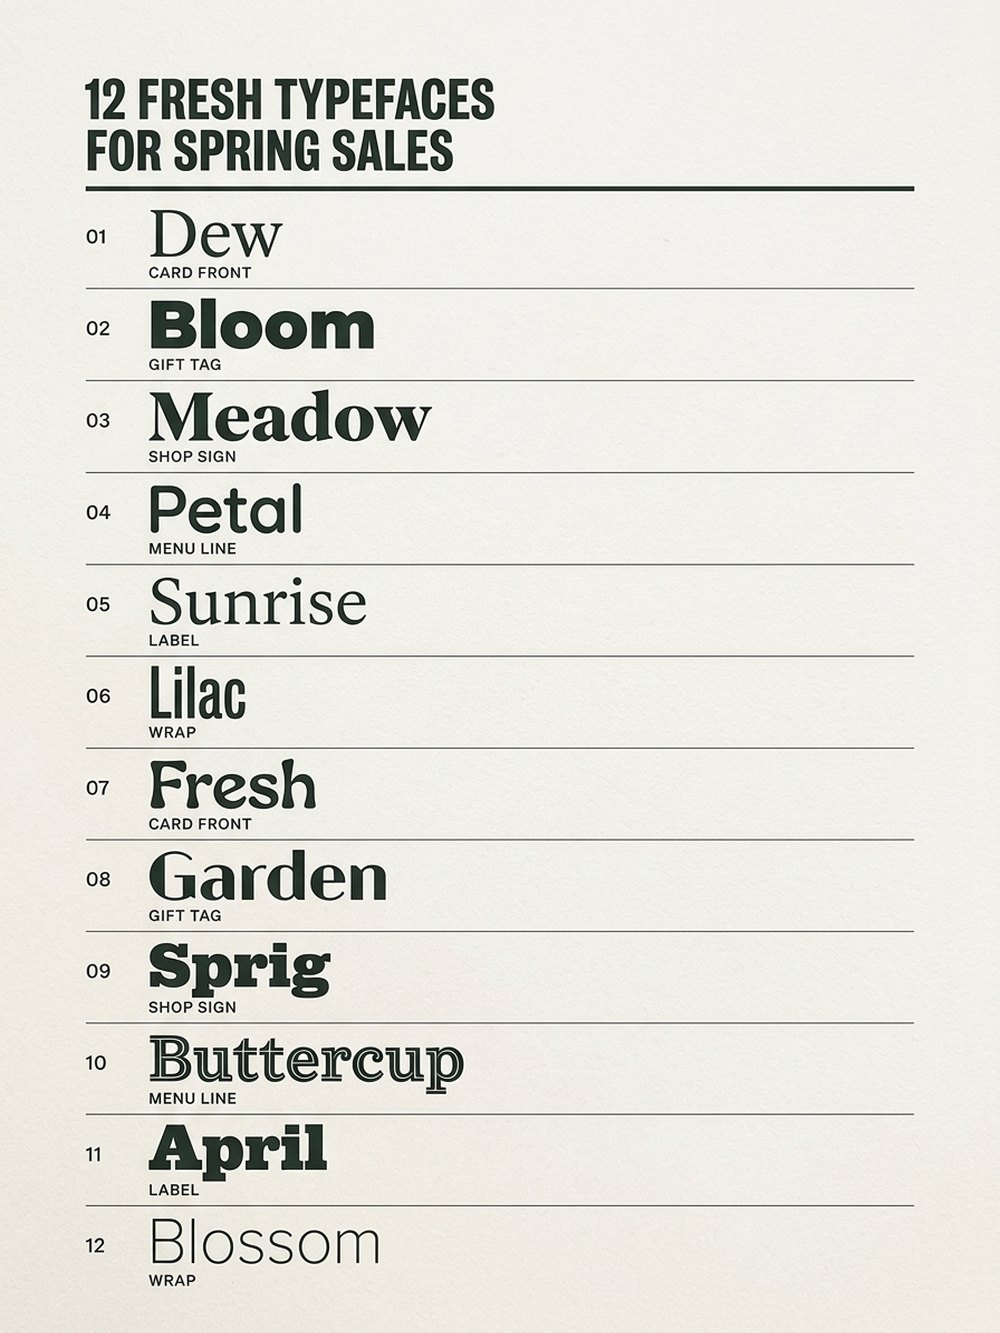 12 FRESH TYPEFACES
FOR SPRING SALES
01 Dew
CARD FRONT
02 Bloom
GIFT TAG
03 Meadow
SHOP SIGN
04 Petal
MENU LINE
05 Sunrise
LABEL
06 Lilac
WRAP
07 Fresh
CARD FRONT
08 Garden
GIFT TAG
09 Sprig
SHOP SIGN
10 Buttercup
MENU LINE
11 April
LABEL
12 Blossom
WRAP